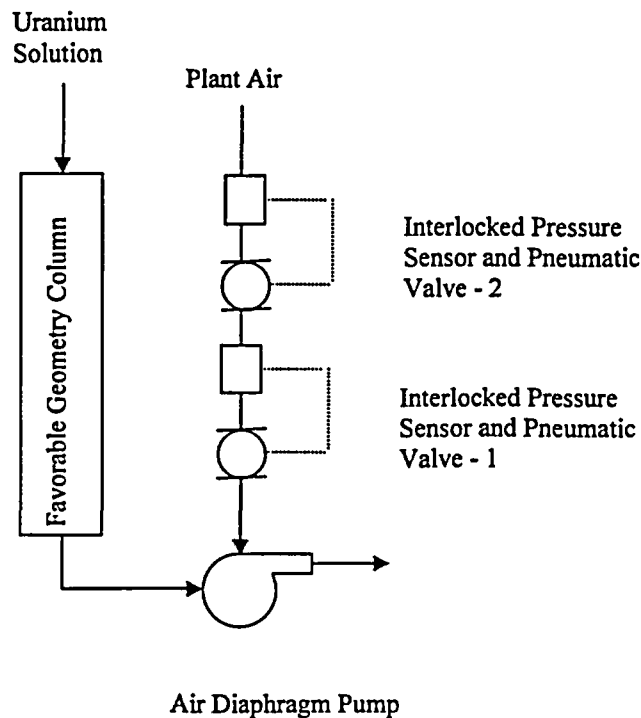 Uranium
Solution
Plant Air
Favorable Geometry Column
Interlocked Pressure
Sensor and Pneumatic
Valve - 2
Interlocked Pressure
Sensor and Pneumatic
Valve - 1
Air Diaphragm Pump